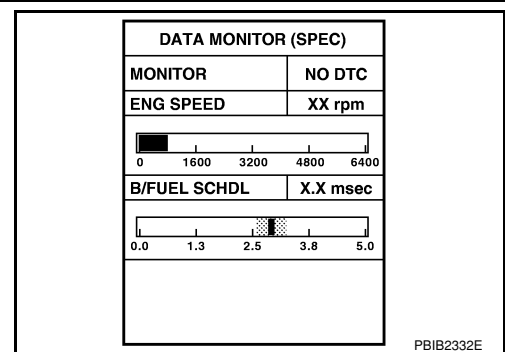 DATA MONITOR (SPEC)
MONITOR NO DTC
ENG SPEED XX rpm
0 1600 3200 4800 6400
B/FUEL SCHDL X.X msec
0.0 1.3 2.5 3.8 5.0
PBIB2332E